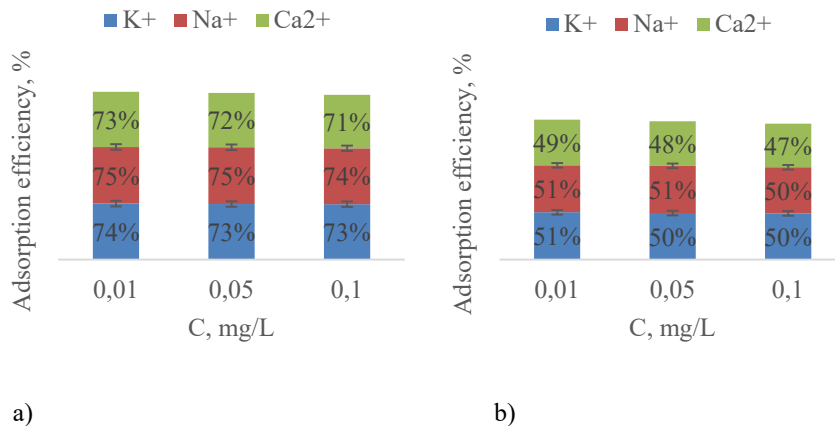 K+ Na+ Ca2+
Adsorption efficiency, %
73% 72% 71%
75% 75% 74%
74% 73% 73%
0,01 0,05 0,1
C, mg/L
a)
K+ Na+ Ca2+
Adsorption efficiency, %
49% 48% 47%
51% 51% 50%
51% 50% 50%
0,01 0,05 0,1
C, mg/L
b)